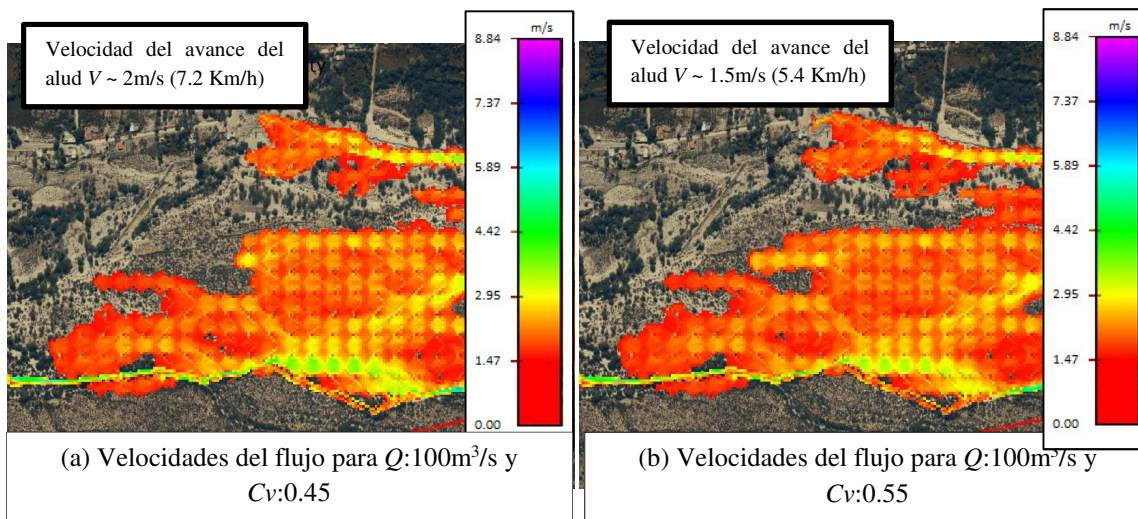 Velocidad del avance del
alud V ~ 2m/s (7.2 Km/h)
m/s
8.84
7.37
5.89
4.42
2.95
1.47
0.00
(a) Velocidades del flujo para Q:100m³/s y
Cv:0.45
Velocidad del avance del
alud V ~ 1.5m/s (5.4 Km/h)
m/s
8.84
7.37
5.89
4.42
2.95
1.47
0.00
(b) Velocidades del flujo para Q:100m³/s y
Cv:0.55